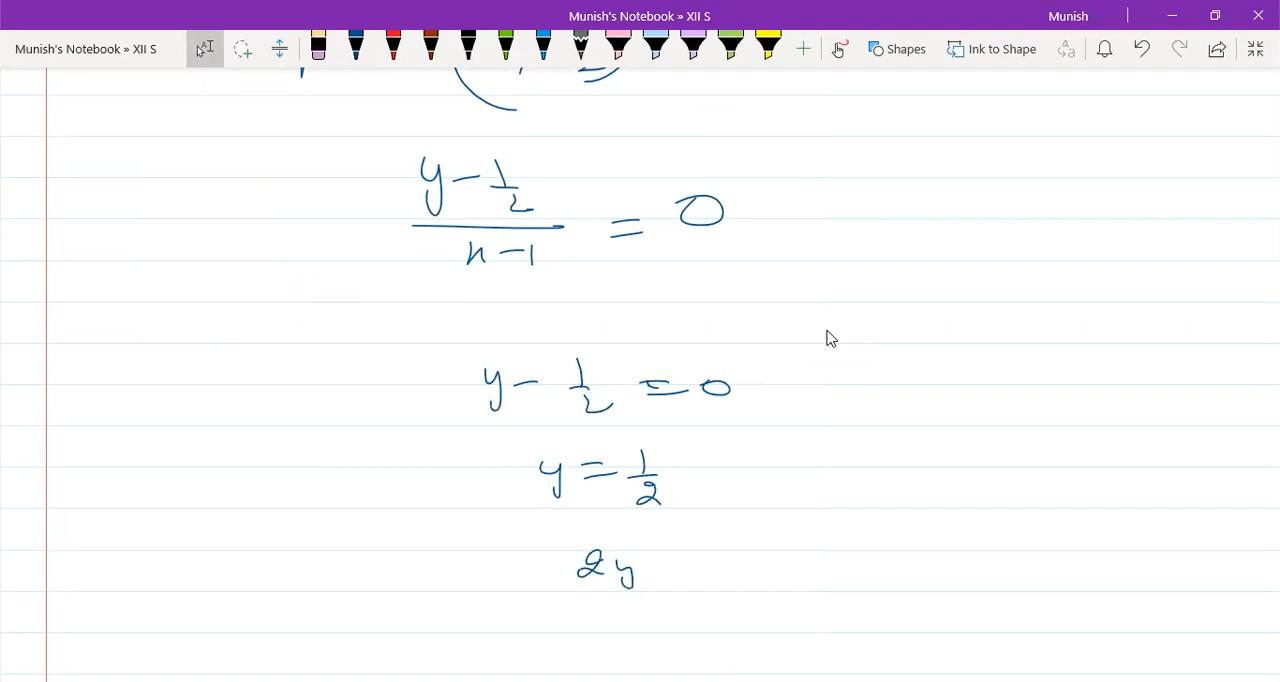 Munish's Notebook » XII S
Munish
Munish's Notebook » XII S
Shapes
Ink to Shape
y - 1/2
x - 1
= 0
y - 1/2 = 0
y = 1/2
2y